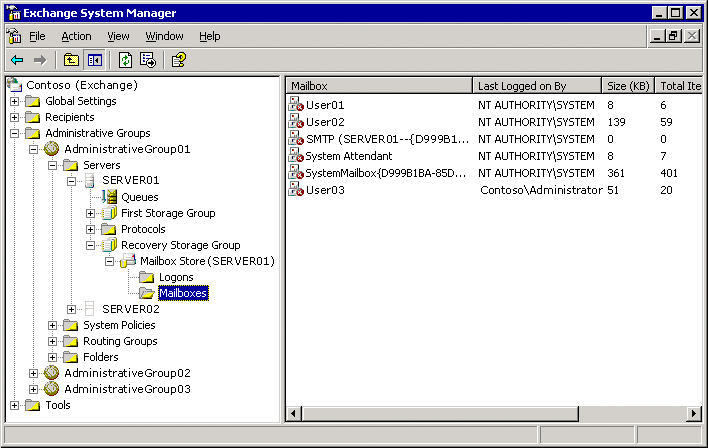 Exchange System Manager
File Action View Window Help
Contoso (Exchange)
Global Settings
Recipients
Administrative Groups
AdministrativeGroup01
Servers
SERVER01
Queues
First Storage Group
Protocols
Recovery Storage Group
Mailbox Store (SERVER01)
Logons
Mailboxes
SERVER02
System Policies
Routing Groups
Folders
AdministrativeGroup02
AdministrativeGroup03
Tools
Mailbox Last Logged on By Size (KB) Total Ite
User01 NT AUTHORITY\SYSTEM 8 6
User02 NT AUTHORITY\SYSTEM 139 59
SMTP (SERVER01--{D999B1... NT AUTHORITY\SYSTEM 0 0
System Attendant NT AUTHORITY\SYSTEM 8 7
SystemMailbox{D999B1BA-85D... NT AUTHORITY\SYSTEM 361 401
User03 Contoso\Administrator 51 20